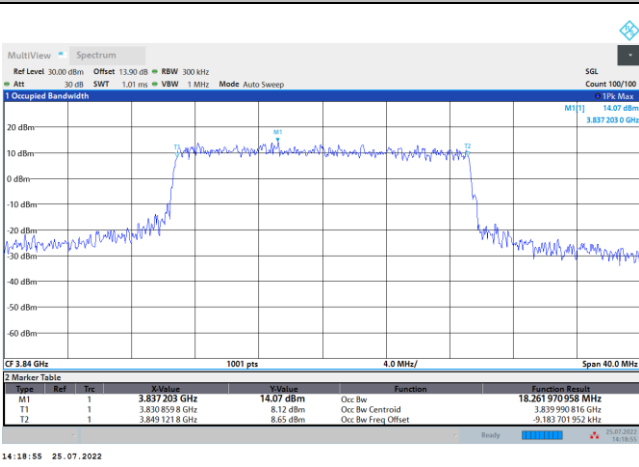 MultiView Spectrum
Ref Level 30.00 dBm Offset 13.90 dB RBW 300 kHz SGL
Att 30 dB SWT 1.01 ms VBW 1 MHz Mode Auto Sweep Count 100/100
1 Occupied Bandwidth 1Pk Max
M1[1] 14.07 dBm
3.837 203 0 GHz
20 dBm
M1
T1
T2
10 dBm
0 dBm
-10 dBm
-20 dBm
-30 dBm
-40 dBm
-50 dBm
-60 dBm
CF 3.84 GHz 1001 pts 4.0 MHz/ Span 40.0 MHz
2 Marker Table
Type Ref Trc X-Value Y-Value Function Function Result
M1 1 3.837 203 GHz 14.07 dBm Occ Bw 18.261 970 958 MHz
T1 1 3.830 859 8 GHz 8.12 dBm Occ Bw Centroid 3.839 990 816 GHz
T2 1 3.849 121 8 GHz 8.65 dBm Occ Bw Freq Offset -9.183 701 952 kHz
Ready 25.07.2022
14:18:55
14:18:55 25.07.2022